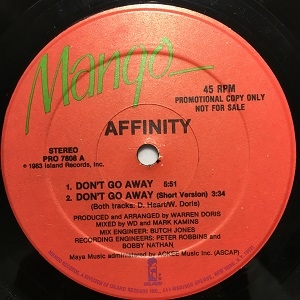 Mango
45 RPM
PROMOTIONAL COPY ONLY
NOT FOR SALE
STEREO
PRO 7808 A
℗ 1983 Island Records, Inc.
AFFINITY
1. DON'T GO AWAY 5:51
2. DON'T GO AWAY (Short Version) 3:34
(Both tracks: D. Hsart/W. Doris)
PRODUCED AND ARRANGED BY WARREN DORIS
MIXED BY WD and MARK KAMINS
MIX ENGINEER: BUTCH JONES
RECORDING ENGINEERS: PETER ROBBINS
and BOBBY NATHAN
Maya Music administered by ACKEE Music Inc. (ASCAP)